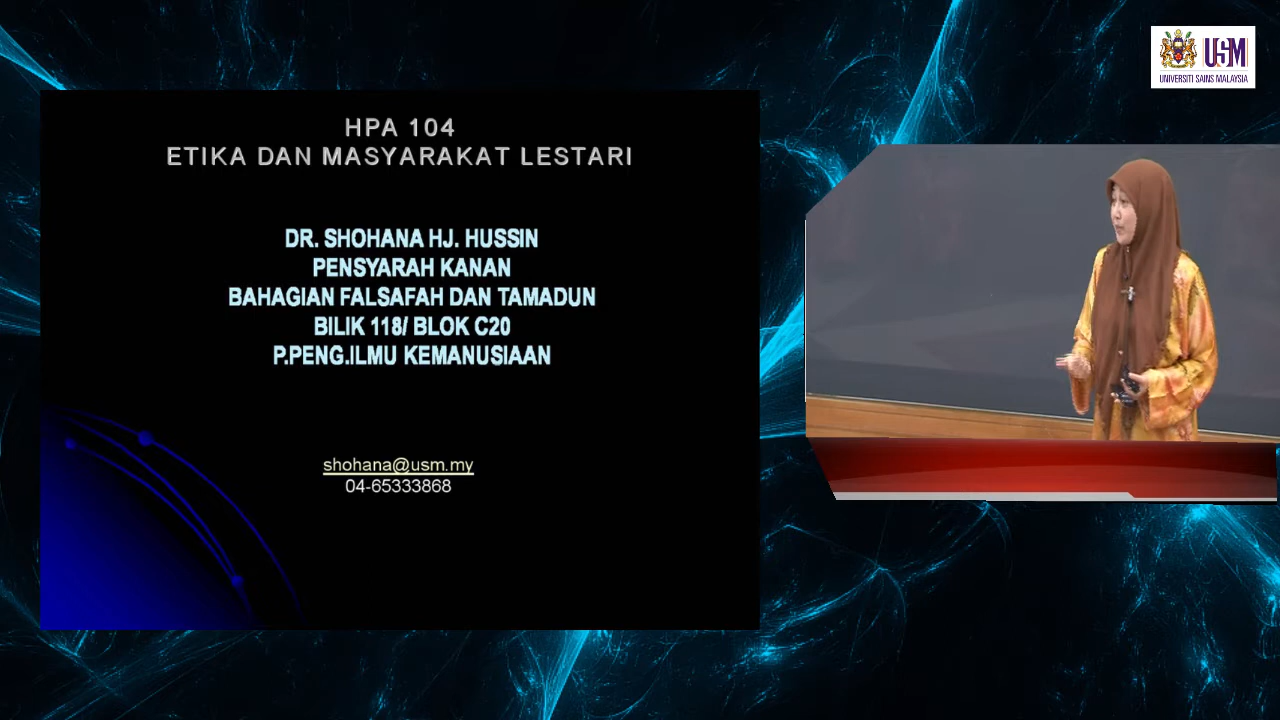 HPA 104
ETIKA DAN MASYARAKAT LESTARI
DR. SHOHANA HJ. HUSSIN
PENSYARAH KANAN
BAHAGIAN FALSAFAH DAN TAMADUN
BILIK 118/ BLOK C20
P.PENG.ILMU KEMANUSIAAN
shohana@usm.my
04-65333868
USM
UNIVERSITI SAINS MALAYSIA